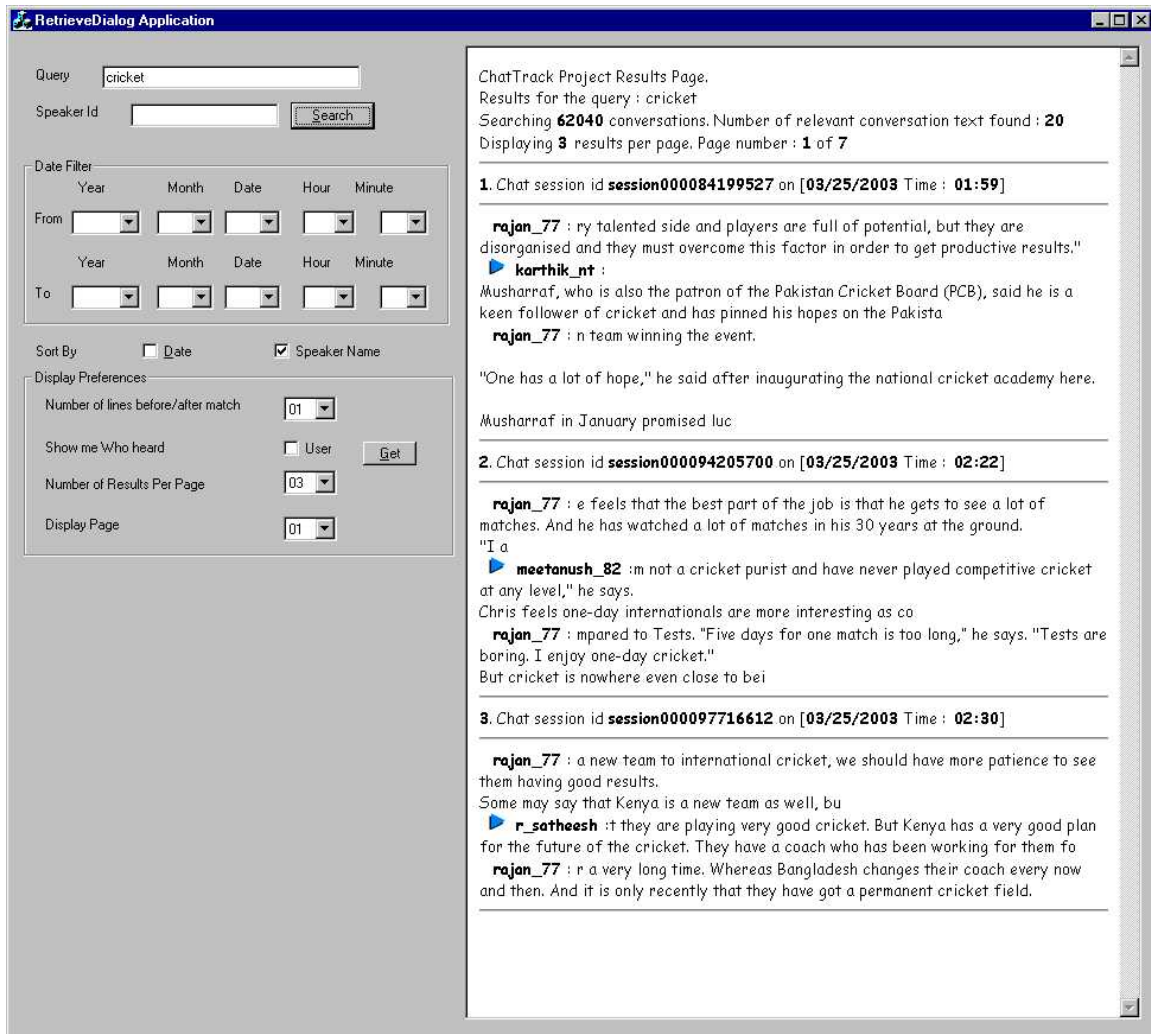 RetrieveDialog Application
Query cricket
Speaker Id Search
Date Filter
Year Month Date Hour Minute
From
Year Month Date Hour Minute
To
Sort By Date Speaker Name
Display Preferences
Number of lines before/after match 01
Show me Who heard User Get
Number of Results Per Page 03
Display Page 01
ChatTrack Project Results Page.
Results for the query : cricket
Searching 62040 conversations. Number of relevant conversation text found : 20
Displaying 3 results per page. Page number : 1 of 7
1. Chat session id session000084199527 on [03/25/2003 Time : 01:59]
rajan_77 : ry talented side and players are full of potential, but they are
disorganised and they must overcome this factor in order to get productive results."
karthik_nt :
Musharraf, who is also the patron of the Pakistan Cricket Board (PCB), said he is a
keen follower of cricket and has pinned his hopes on the Pakista
rajan_77 : n team winning the event.
"One has a lot of hope," he said after inaugurating the national cricket academy here.
Musharraf in January promised luc
2. Chat session id session000094205700 on [03/25/2003 Time : 02:22]
rajan_77 : e feels that the best part of the job is that he gets to see a lot of
matches. And he has watched a lot of matches in his 30 years at the ground.
"I a
meetanush_82 :m not a cricket purist and have never played competitive cricket
at any level," he says.
Chris feels one-day internationals are more interesting as co
rajan_77 : mpared to Tests. "Five days for one match is too long," he says. "Tests are
boring. I enjoy one-day cricket."
But cricket is nowhere even close to bei
3. Chat session id session000097716612 on [03/25/2003 Time : 02:30]
rajan_77 : a new team to international cricket, we should have more patience to see
them having good results.
Some may say that Kenya is a new team as well, bu
r_satheesh :t they are playing very good cricket. But Kenya has a very good plan
for the future of the cricket. They have a coach who has been working for them fo
rajan_77 : r a very long time. Whereas Bangladesh changes their coach every now
and then. And it is only recently that they have got a permanent cricket field.